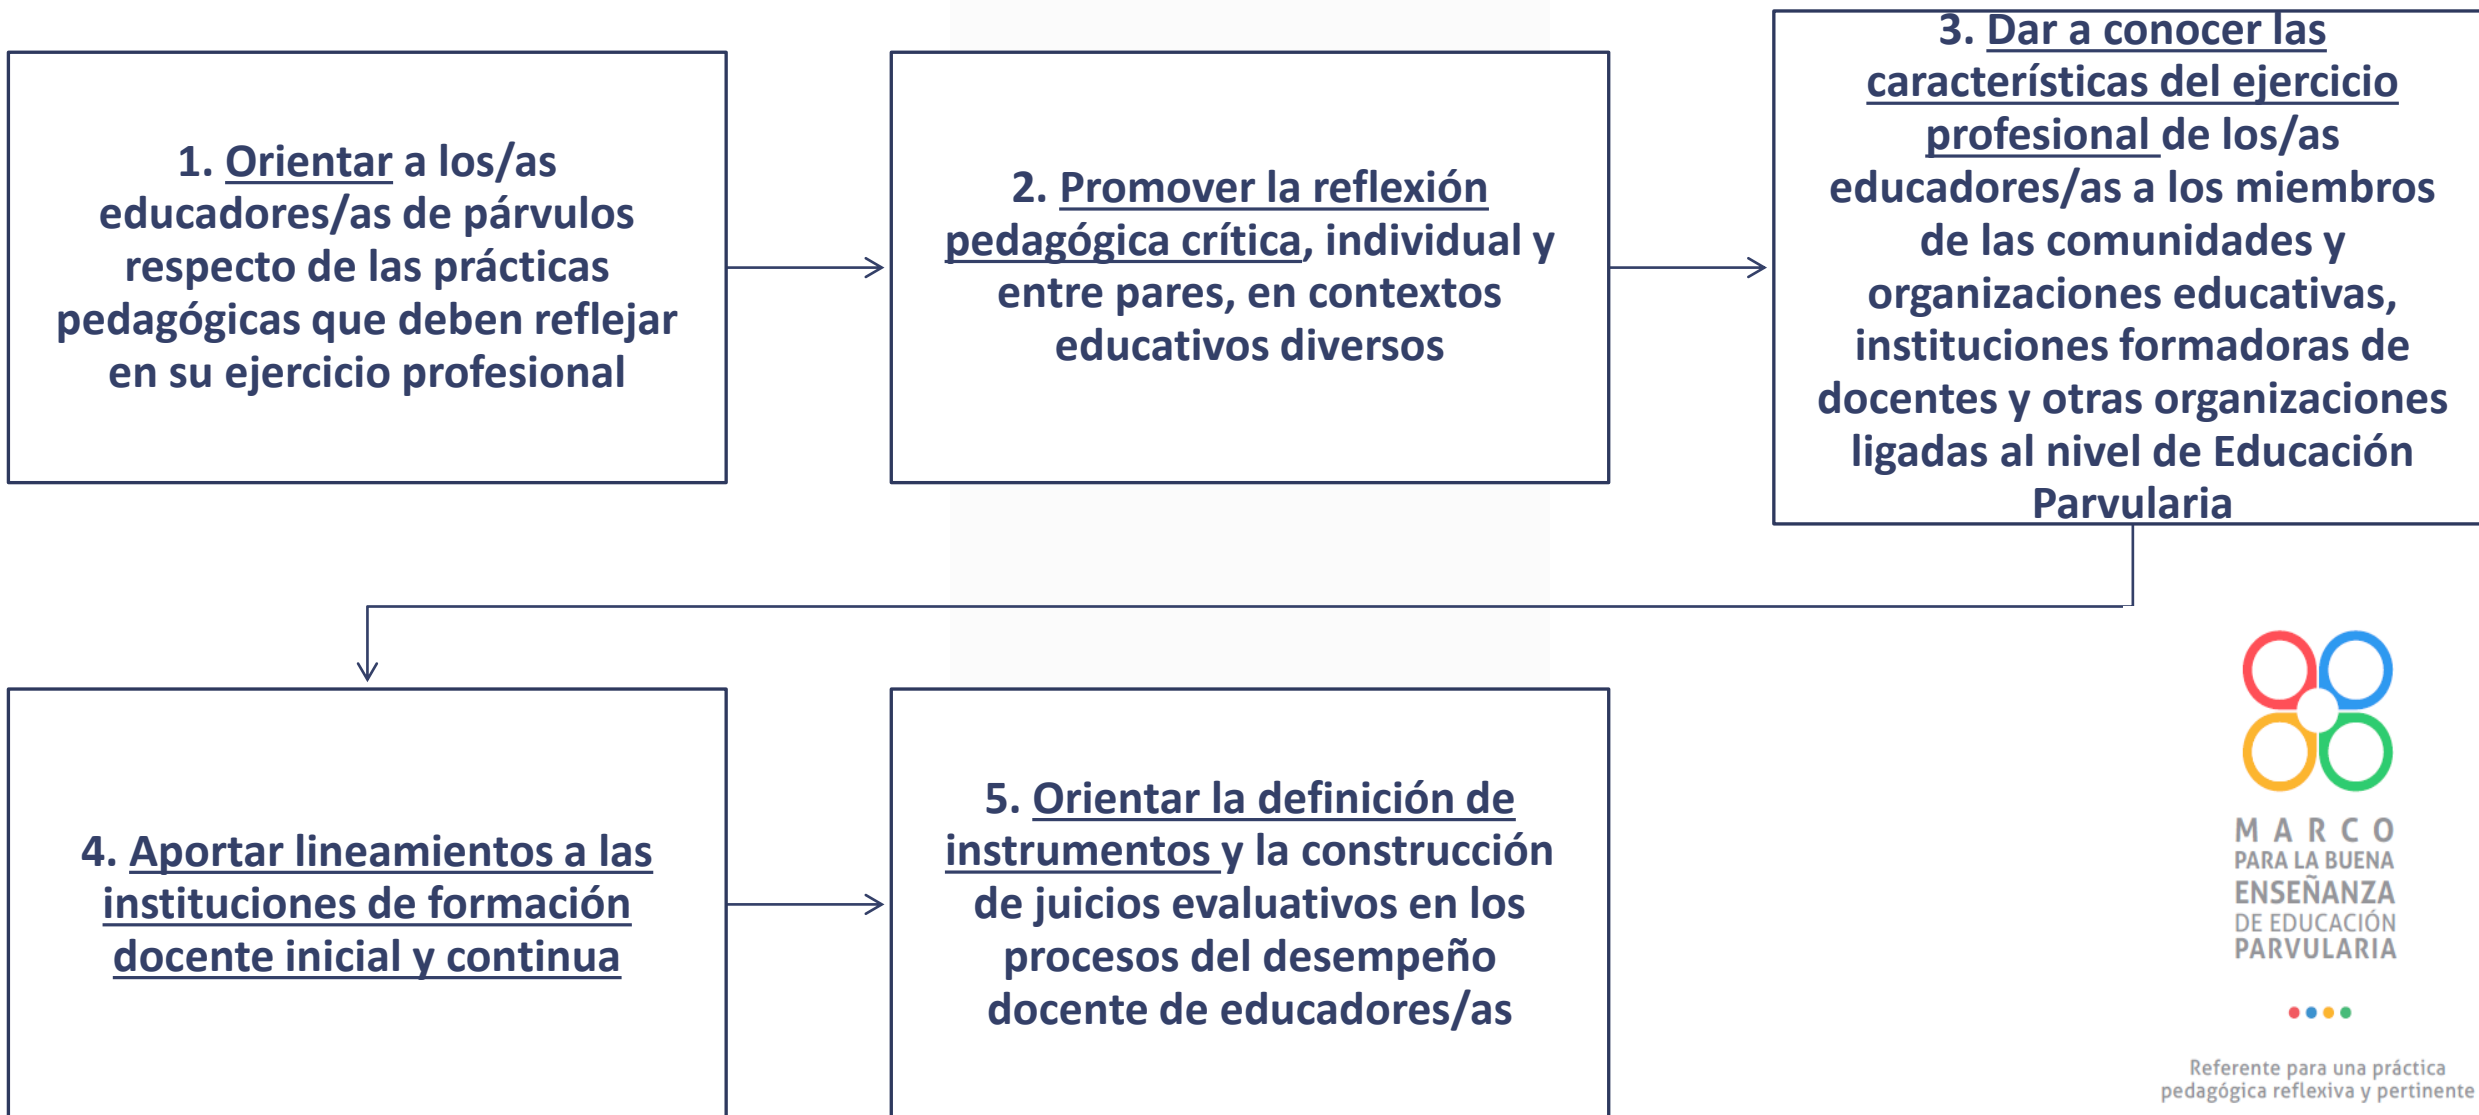 1. Orientar a los/as
educadores/as de párvulos
respecto de las prácticas
pedagógicas que deben reflejar
en su ejercicio profesional
2. Promover la reflexión
pedagógica crítica, individual y
entre pares, en contextos
educativos diversos
3. Dar a conocer las
características del ejercicio
profesional de los/as
educadores/as a los miembros
de las comunidades y
organizaciones educativas,
instituciones formadoras de
docentes y otras organizaciones
ligadas al nivel de Educación
Parvularia
4. Aportar lineamientos a las
instituciones de formación
docente inicial y continua
5. Orientar la definición de
instrumentos y la construcción
de juicios evaluativos en los
procesos del desempeño
docente de educadores/as
MARCO
PARA LA BUENA
ENSEÑANZA
DE EDUCACIÓN
PARVULARIA
Referente para una práctica
pedagógica reflexiva y pertinente